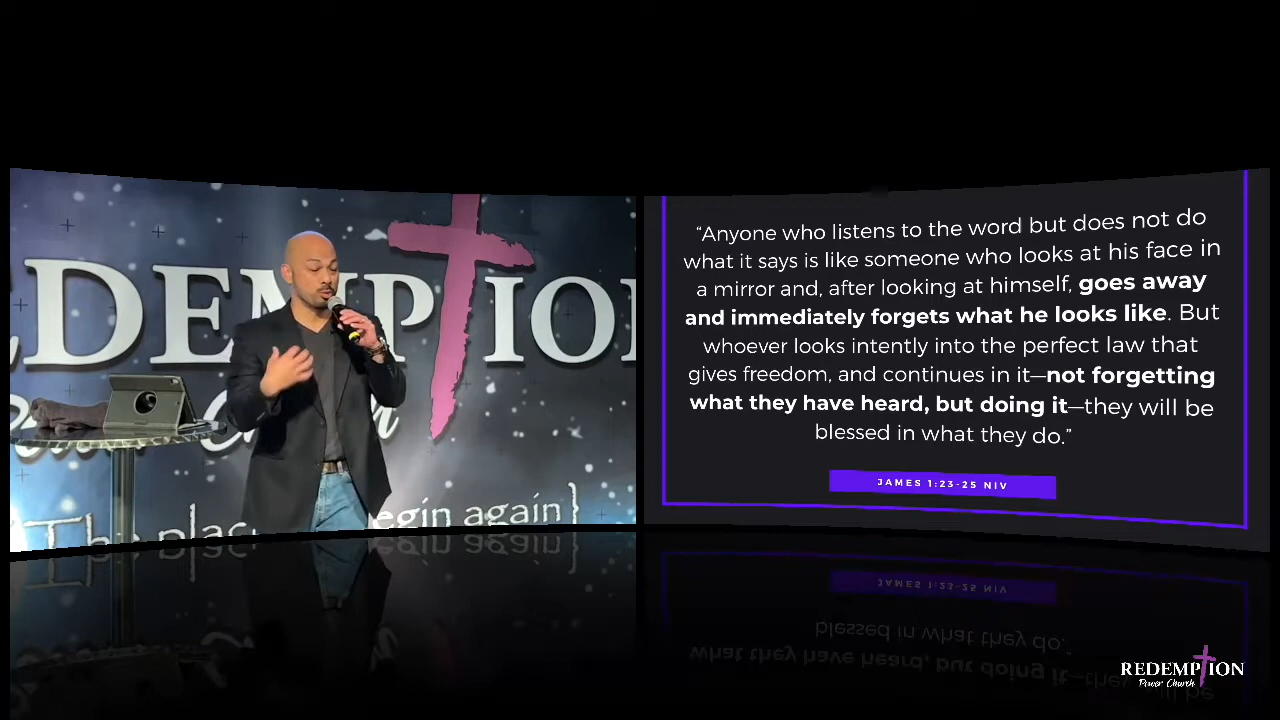 DEMPTION
{The place
egin again}
“Anyone who listens to the word but does not do
what it says is like someone who looks at his face in
a mirror and, after looking at himself, goes away
and immediately forgets what he looks like. But
whoever looks intently into the perfect law that
gives freedom, and continues in it—not forgetting
what they have heard, but doing it—they will be
blessed in what they do.”
JAMES 1:23-25 NIV
REDEMPTION
Power Church